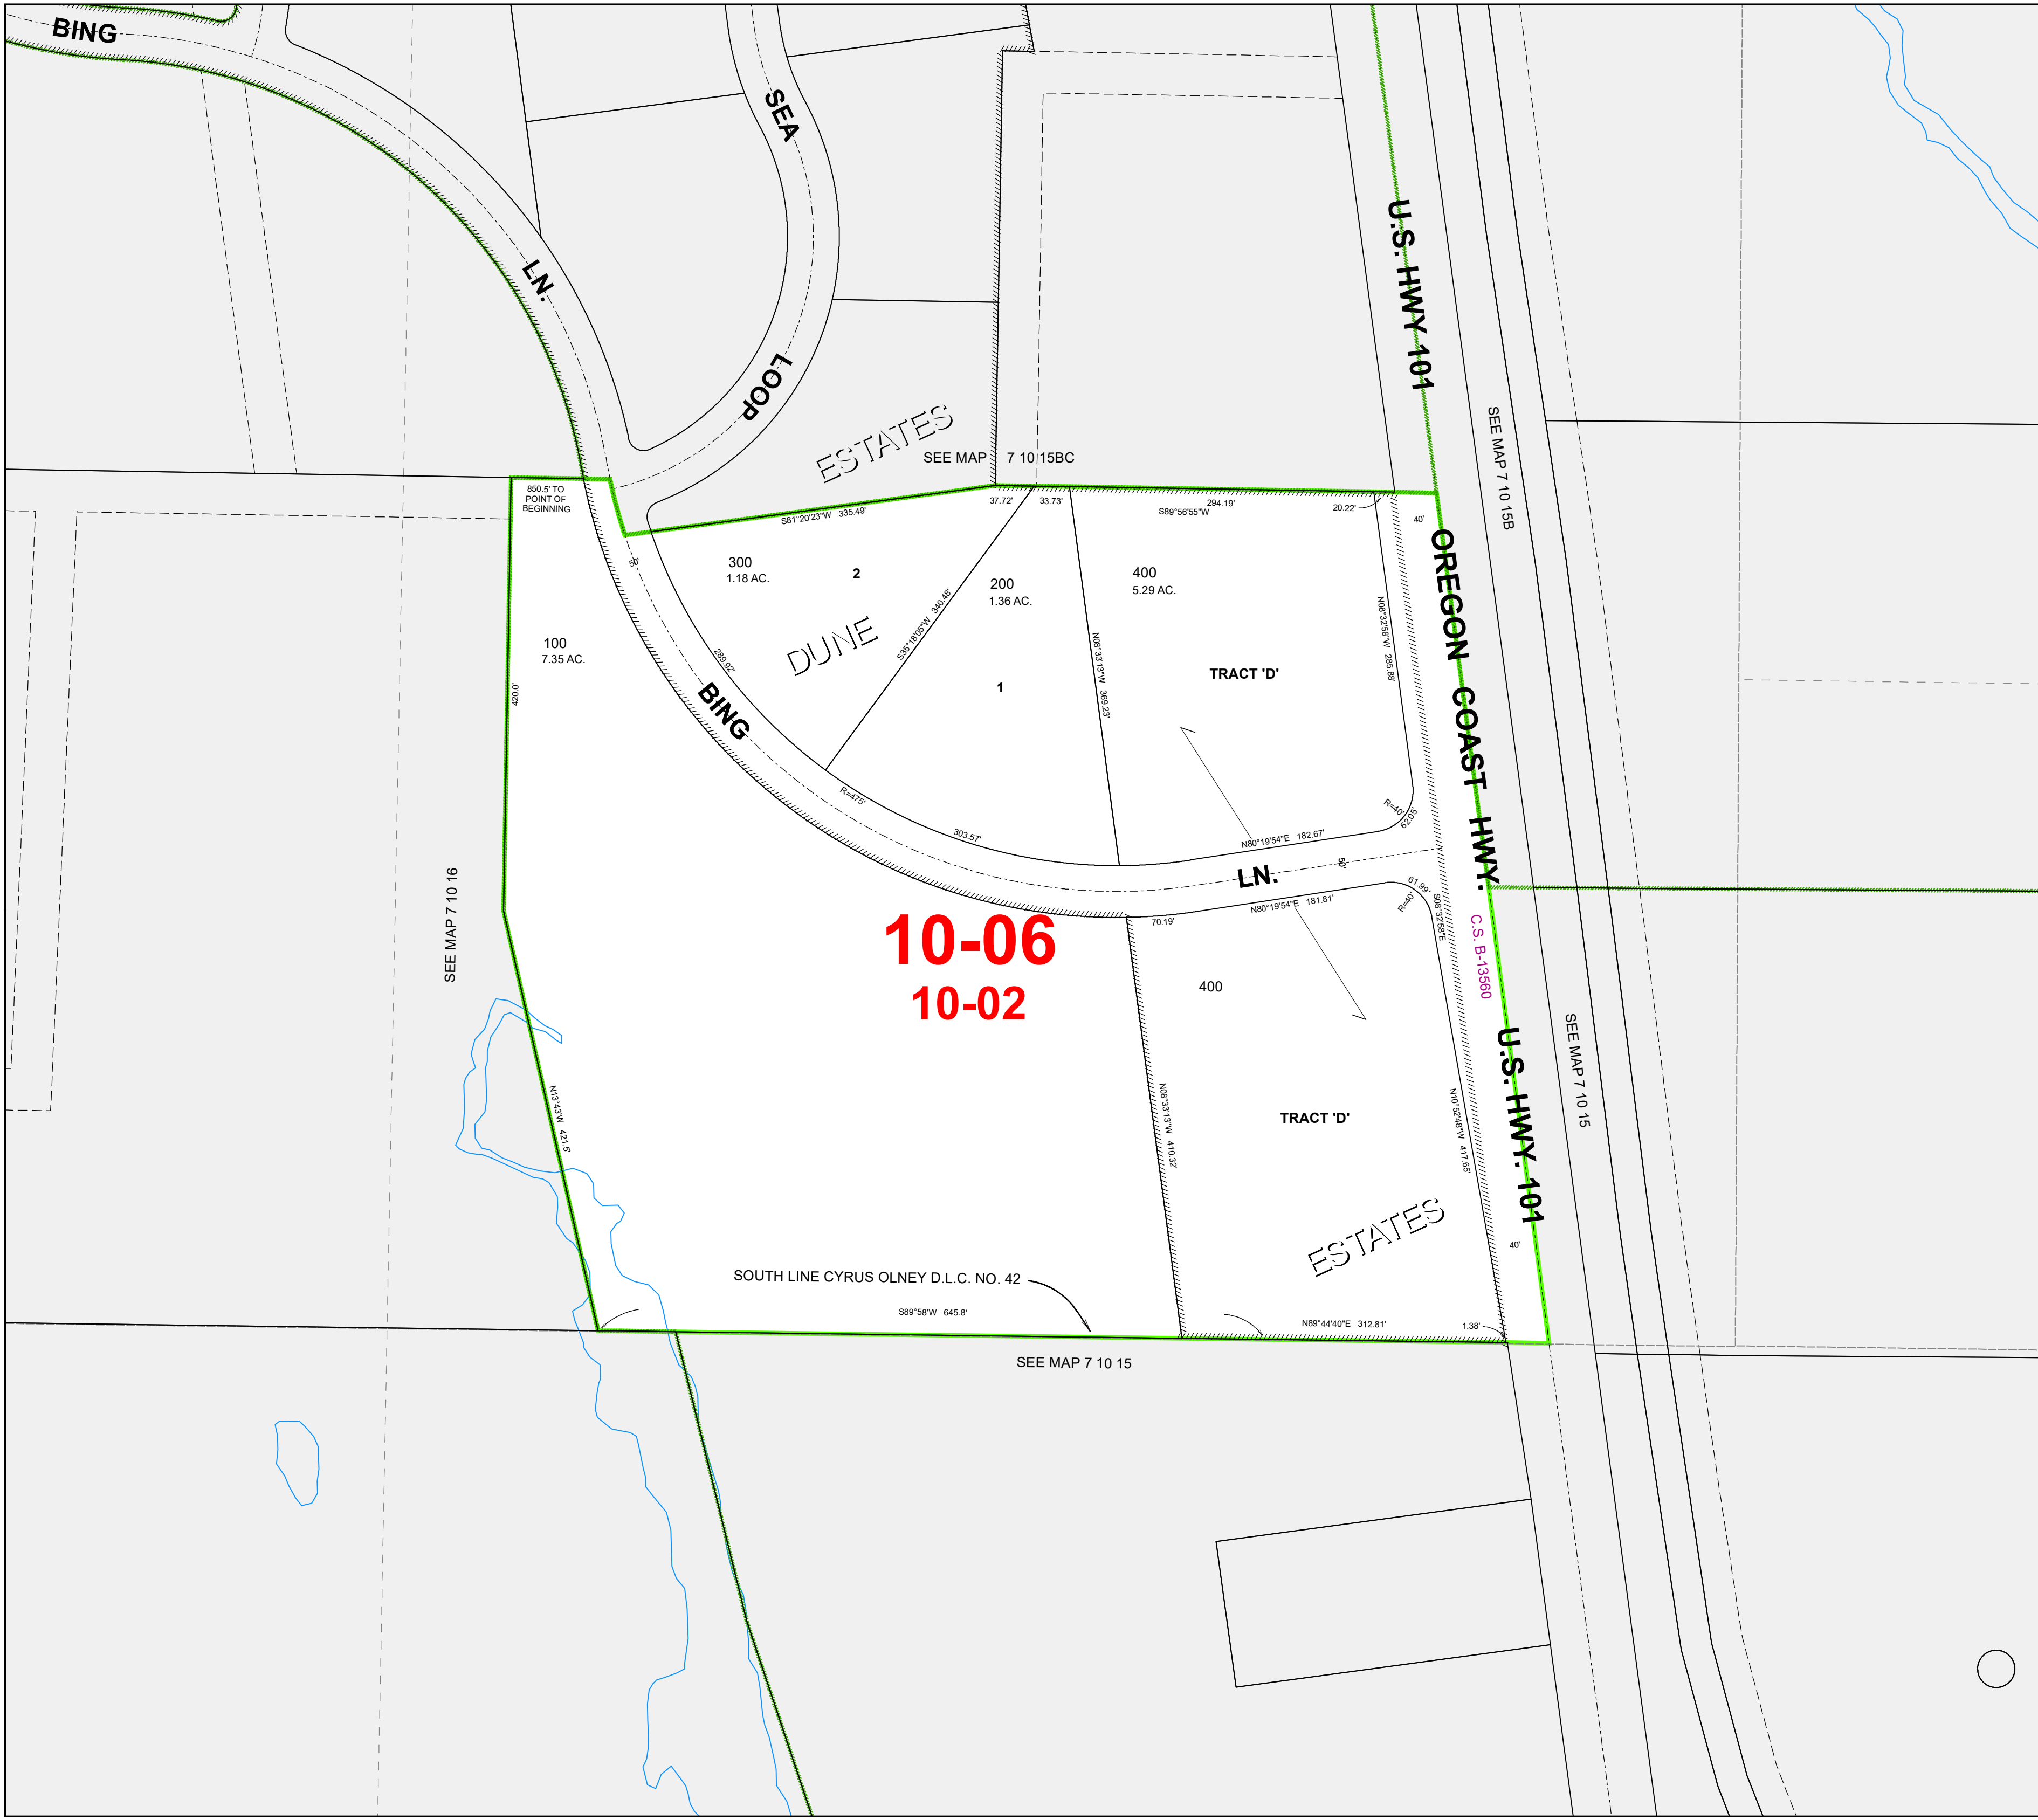 BING
LN.
SEA
LOOP
U.S. HWY 101
SEE MAP 7 10 15B
ESTATES
SEE MAP 7 10 15BC
850.5' TO
POINT OF
BEGINNING
S81°20'23"W 335.49'
37.72'
33.73'
294.19'
S89°56'55"W
20.22'
40'
50'
300
1.18 AC.
2
200
1.36 AC.
400
5.29 AC.
OREGON COAST HWY.
100
7.35 AC.
DUNE
S35°18'05"W 340.48'
N08°33'13"W 369.23'
N08°32'58"W 285.88'
289.92'
TRACT 'D'
1
420.0'
BING
R=475'
303.57'
R=40'
62.05'
N80°19'54"E 182.67'
50'
LN.
N80°19'54"E 181.81'
61.99'
R=40'
S08°32'58"E
70.19'
SEE MAP 7 10 16
10-06
10-02
400
C.S. B-13560
U.S. HWY. 101
SEE MAP 7 10 15
N13°43'W 421.5'
N08°33'13"W 410.32'
TRACT 'D'
N10°52'48"W 417.65'
ESTATES
40'
SOUTH LINE CYRUS OLNEY D.L.C. NO. 42
S89°58'W 645.8'
N89°44'40"E 312.81'
1.38'
SEE MAP 7 10 15